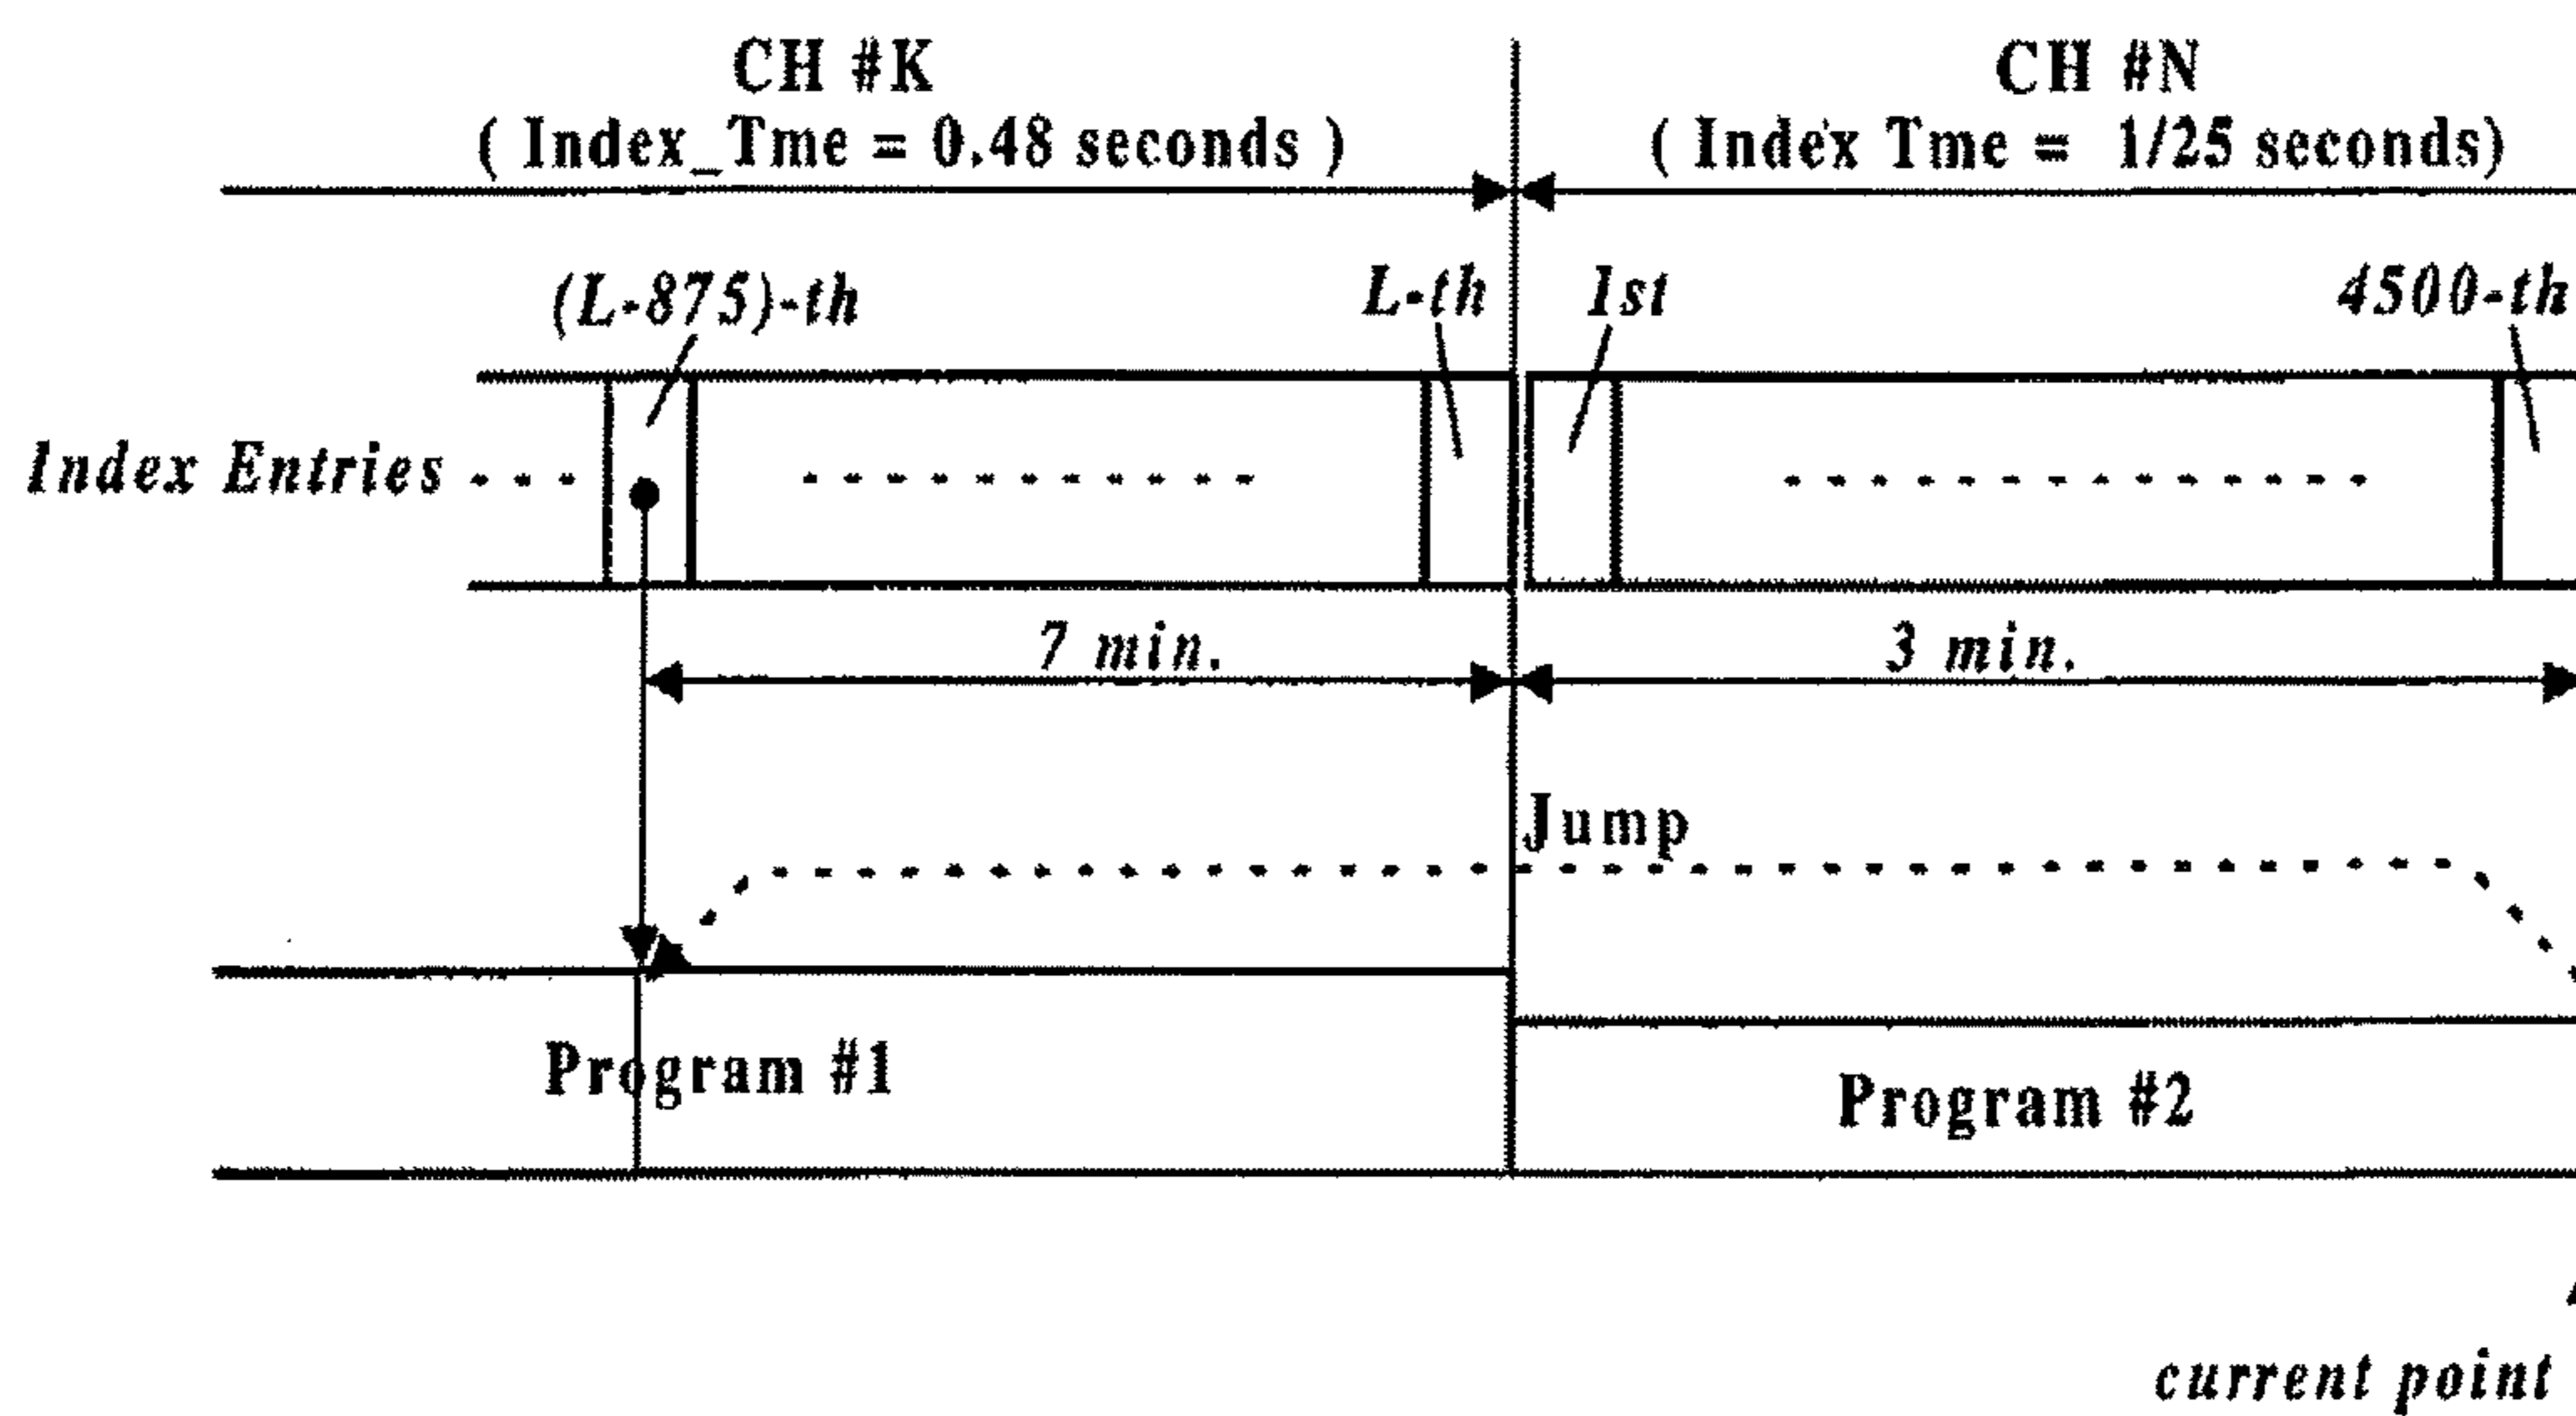 CH #K
( Index_Tme = 0.48 seconds )
CH #N
( Index Tme = 1/25 seconds)
(L-875)-th
L-th
1st
4500-th
Index Entries
7 min.
3 min.
Jump
Program #1
Program #2
current point